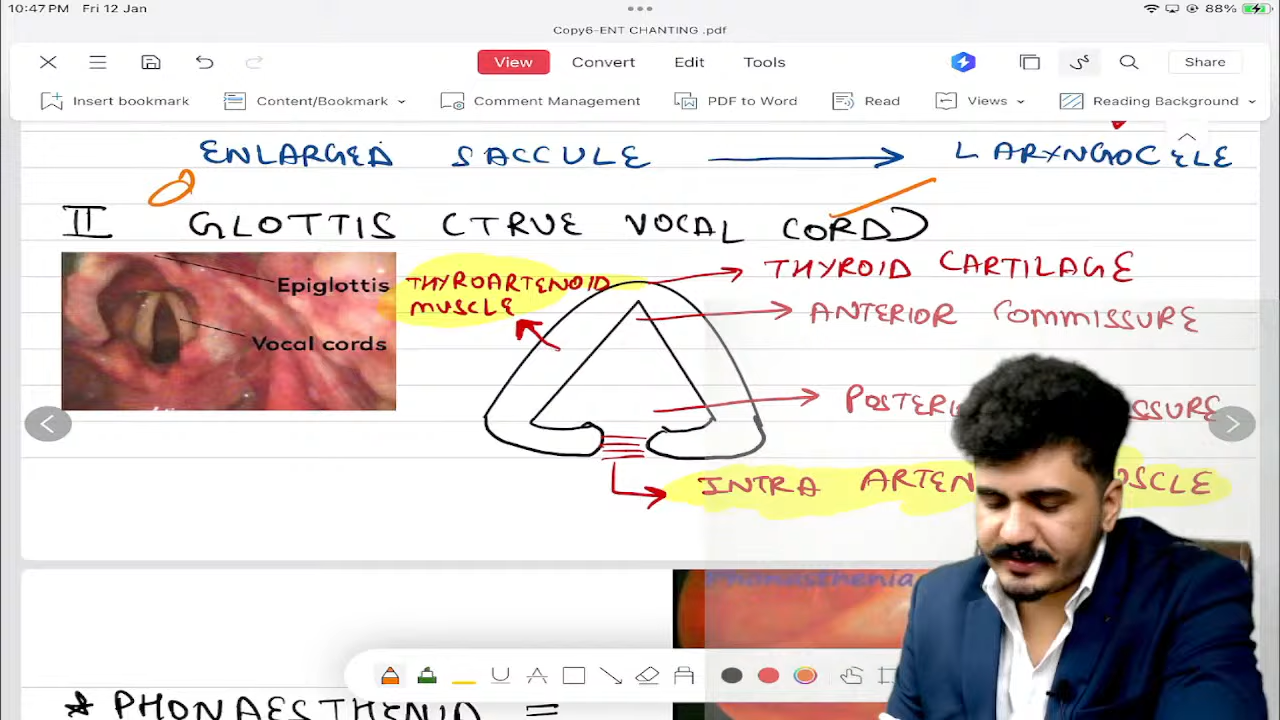 10:47 PM Fri 12 Jan
88%
Copy6-ENT CHANTING .pdf
View Convert Edit Tools Share
Insert bookmark Content/Bookmark Comment Management PDF to Word Read Views Reading Background
ENLARGED SACCULE → LARYNGOCELE
II GLOTTIS (TRUE VOCAL CORD)
Epiglottis
Vocal cords
THYROARTENOID
MUSCLE
THYROID CARTILAGE
ANTERIOR COMMISSURE
INTRA
Phonasthenia
* PHONAESTHENIA =